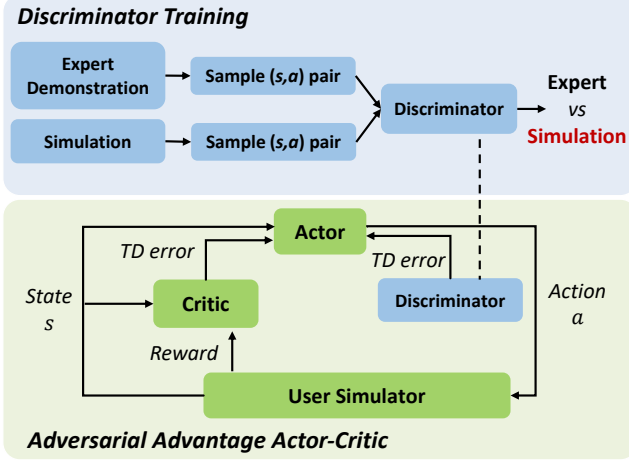 Discriminator Training
Expert
Demonstration
Sample (s,a) pair
Simulation
Sample (s,a) pair
Discriminator
Expert
vs
Simulation
Actor
TD error
TD error
State
s
Critic
Discriminator
Action
a
Reward
User Simulator
Adversarial Advantage Actor-Critic